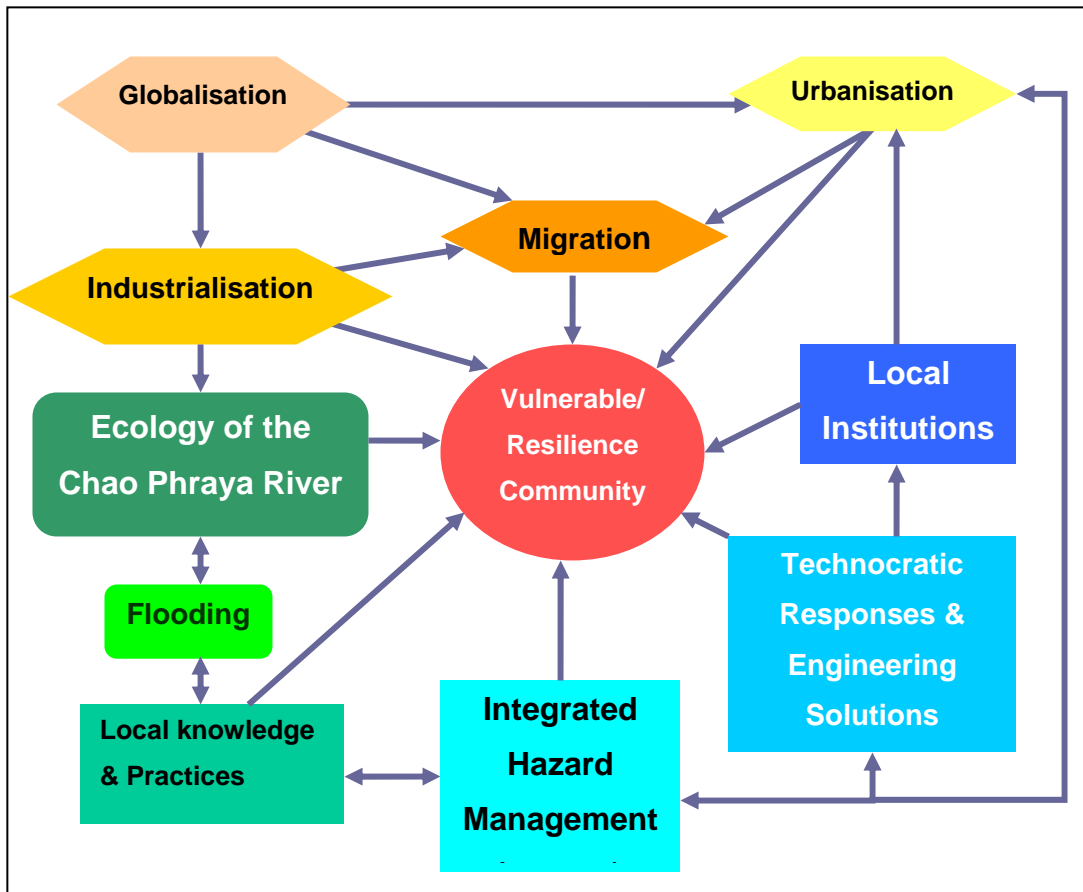 Globalisation
Urbanisation
Migration
Industrialisation
Vulnerable/
Resilience
Community
Local
Institutions
Ecology of the
Chao Phraya River
Technocratic
Responses &
Engineering
Solutions
Flooding
Local knowledge
& Practices
Integrated
Hazard
Management